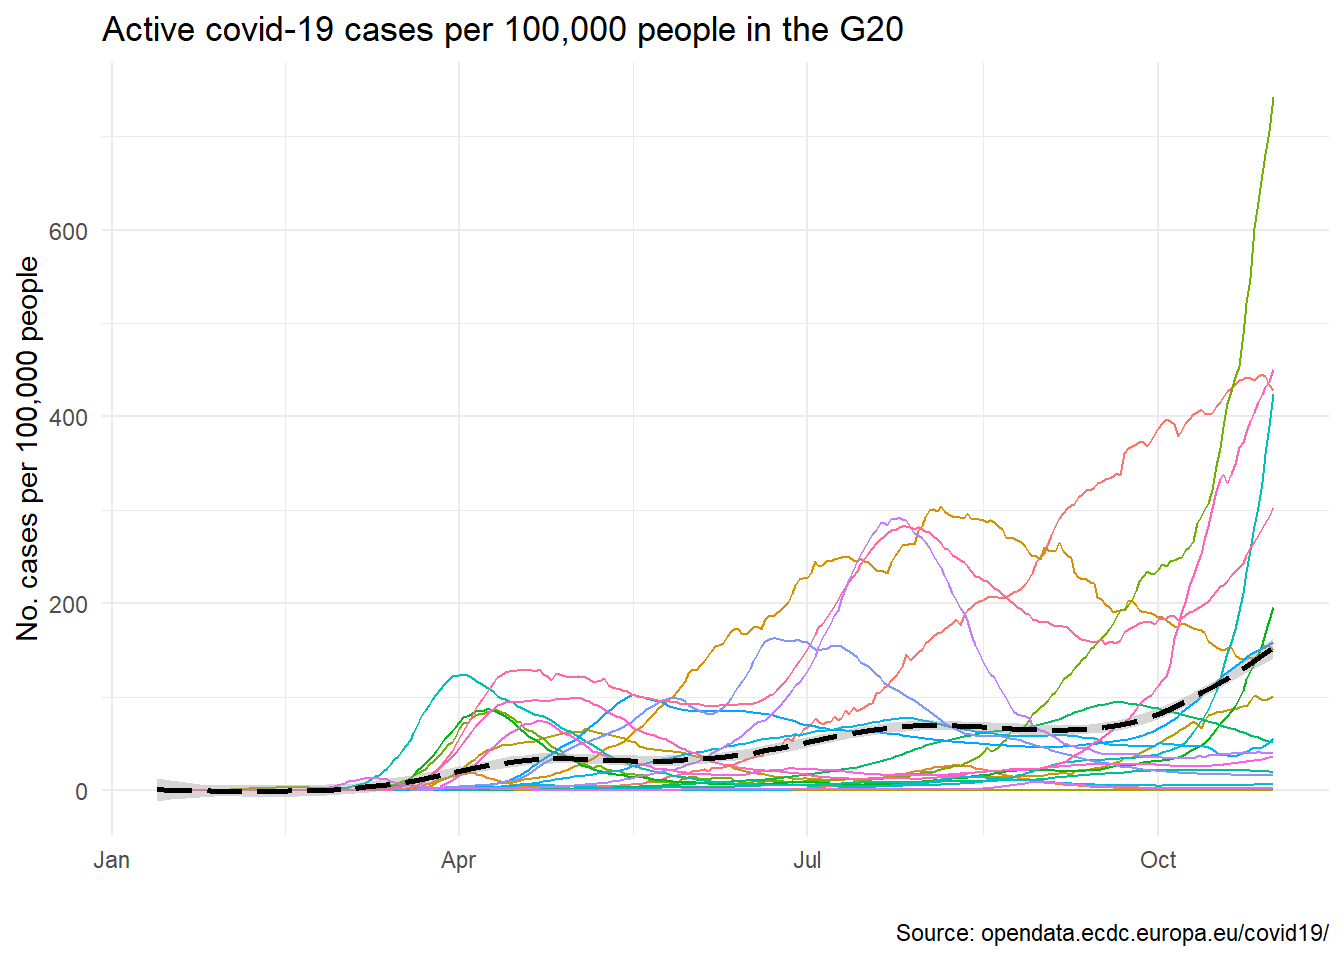 Active covid-19 cases per 100,000 people in the G20
No. cases per 100,000 people
600
400
200
0
Jan Apr Jul Oct
Source: opendata.ecdc.europa.eu/covid19/